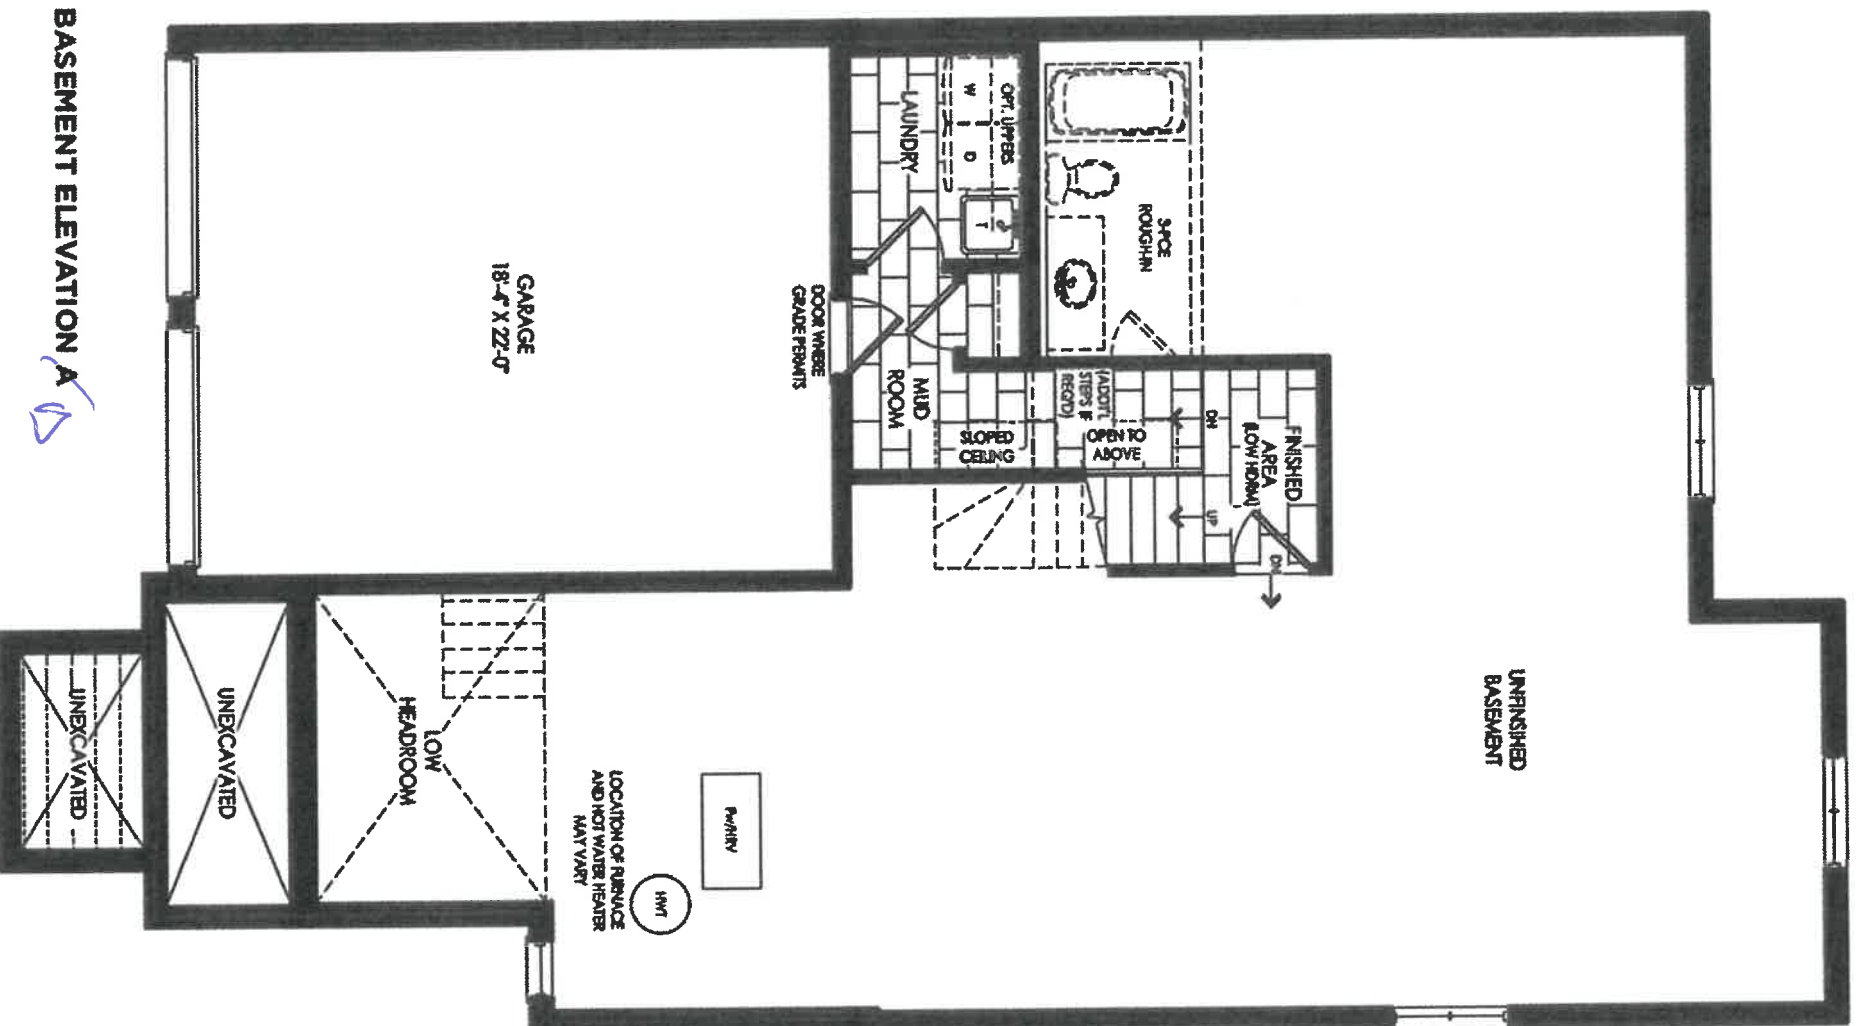 BASEMENT ELEVATION A
UNFINISHED
BASEMENT
FINISHED
AREA
(LOW HDRM)
DN
UP
DN
3-PCE
ROUGH-IN
(ADDT'L
STEPS IF
REQ'D)
OPEN TO
ABOVE
SLOPED
CEILING
OPT. UPPERS
W
D
T
LAUNDRY
MUD
ROOM
DOOR WHERE
GRADE PERMITS
GARAGE
18'-4" X 22'-0"
HWT
LOCATION OF FURNACE
AND HOT WATER HEATER
MAY VARY
LOW
HEADROOM
UNEXCAVATED
UNEXCAVATED